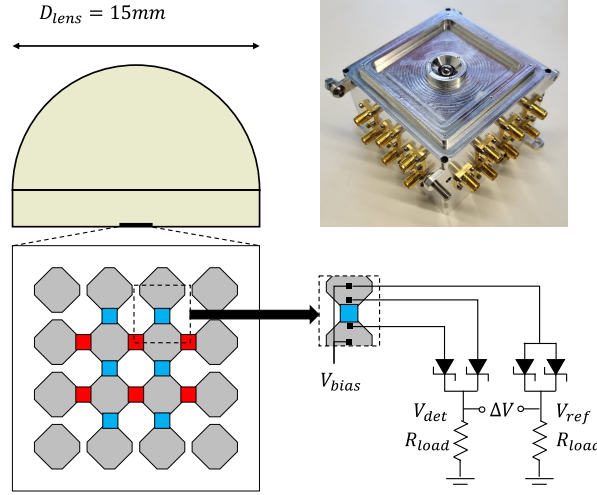 D_lens = 15mm
V_bias
V_det
ΔV
V_ref
R_load
R_load